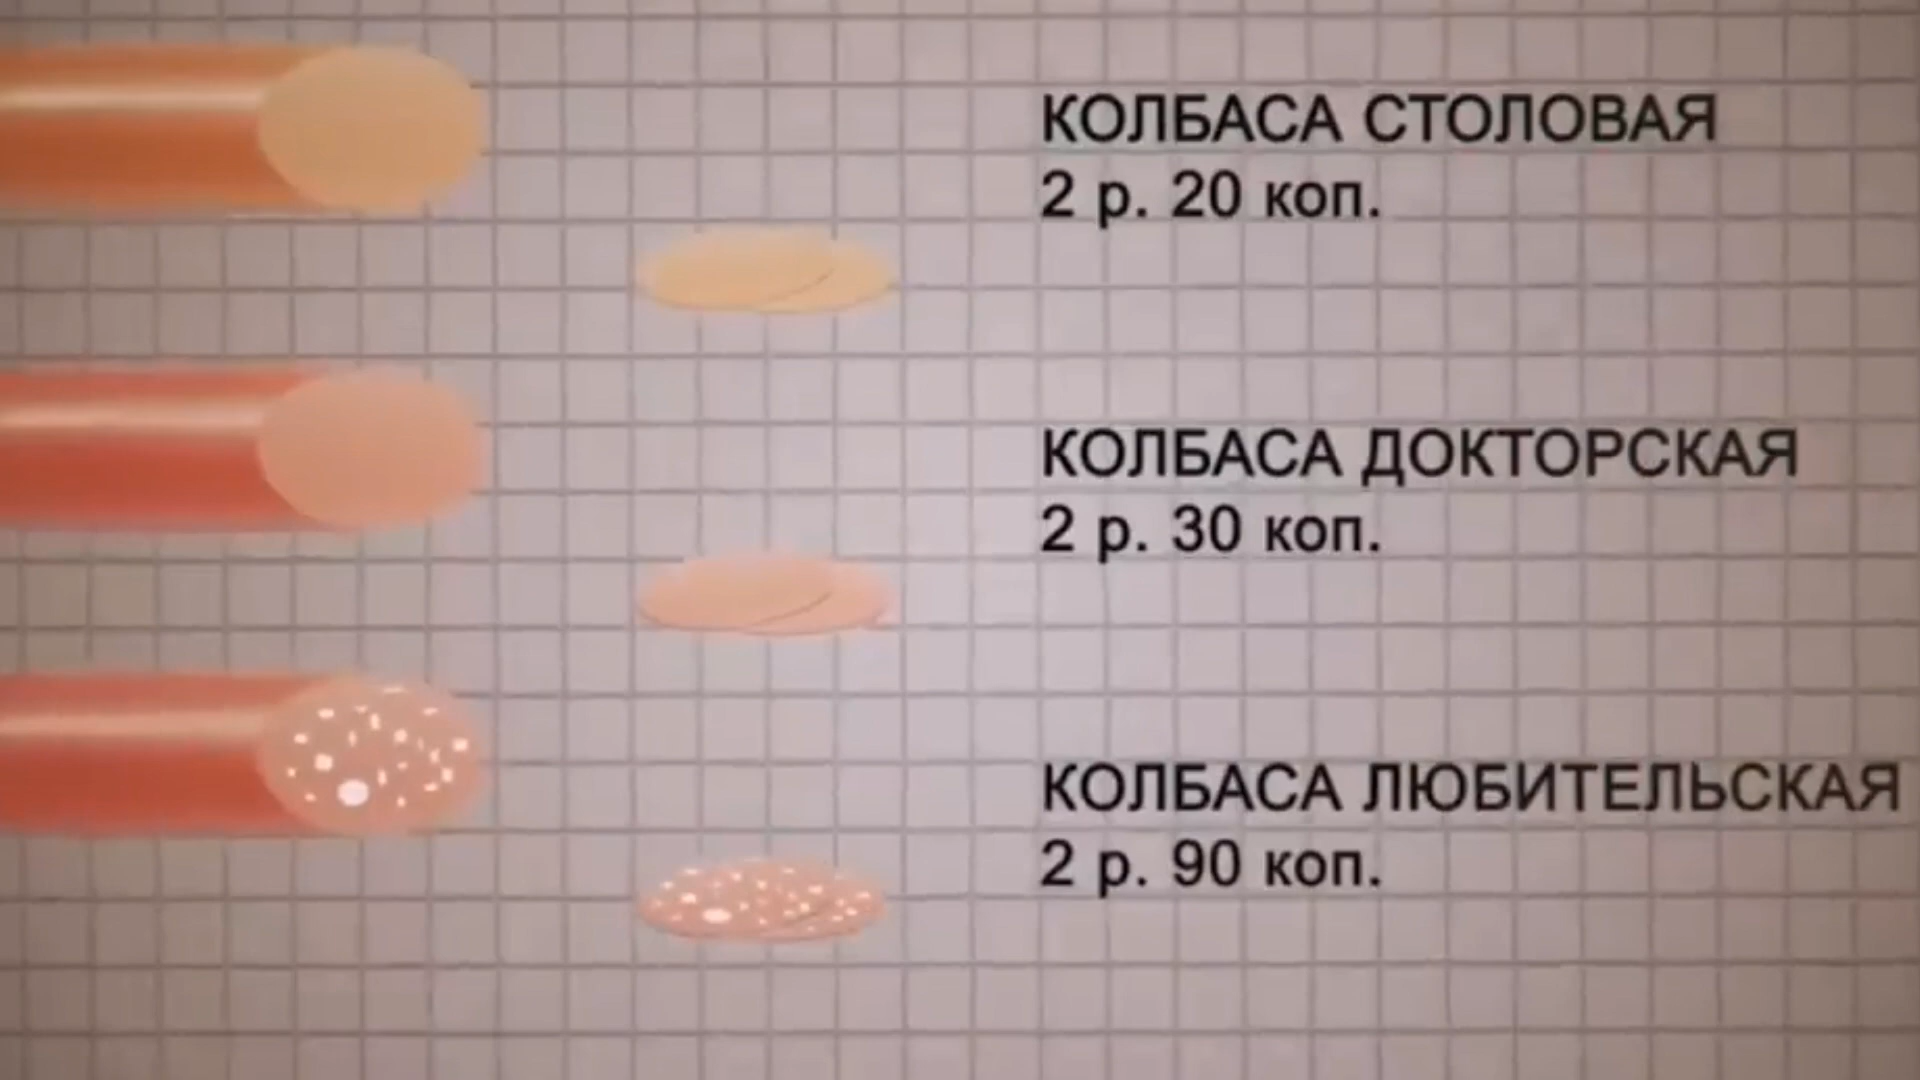 КОЛБАСА СТОЛОВАЯ
2 р. 20 коп.
КОЛБАСА ДОКТОРСКАЯ
2 р. 30 коп.
КОЛБАСА ЛЮБИТЕЛЬСКАЯ
2 р. 90 коп.